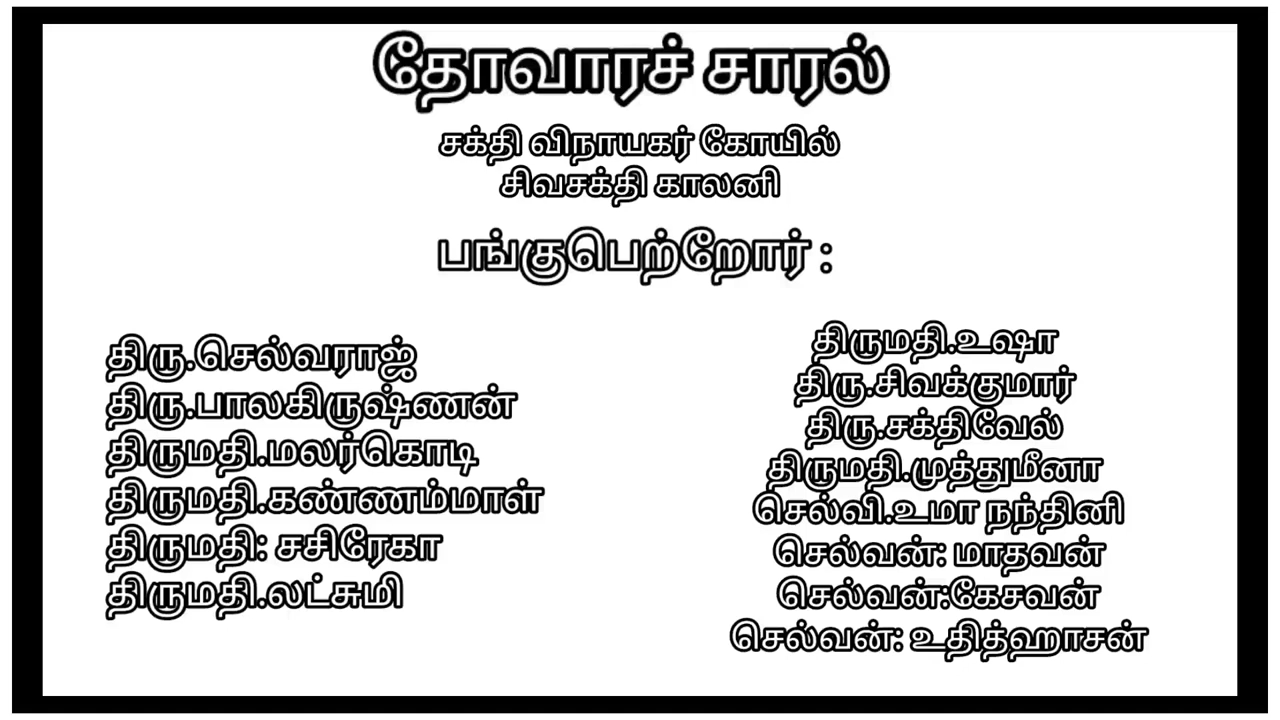 தோவாரச் சாரல்
சக்தி விநாயகர் கோயில்
சிவசக்தி காலனி
பங்குபெற்றோர் :
திரு.செல்வராஜ்
திரு.பாலகிருஷ்ணன்
திருமதி.மலர்கொடி
திருமதி.கண்ணம்மாள்
திருமதி: சசிரேகா
திருமதி.லட்சுமி
திருமதி.உஷா
திரு.சிவக்குமார்
திரு.சக்திவேல்
திருமதி.முத்துமீனா
செல்வி.உமா நந்தினி
செல்வன்: மாதவன்
செல்வன்:கேசவன்
செல்வன்: உதித்ஹாசன்